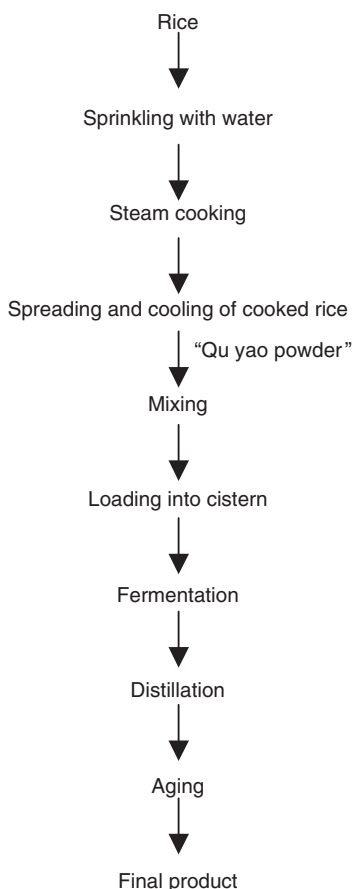 Rice
Sprinkling with water
Steam cooking
Spreading and cooling of cooked rice
“Qu yao powder”
Mixing
Loading into cistern
Fermentation
Distillation
Aging
Final product